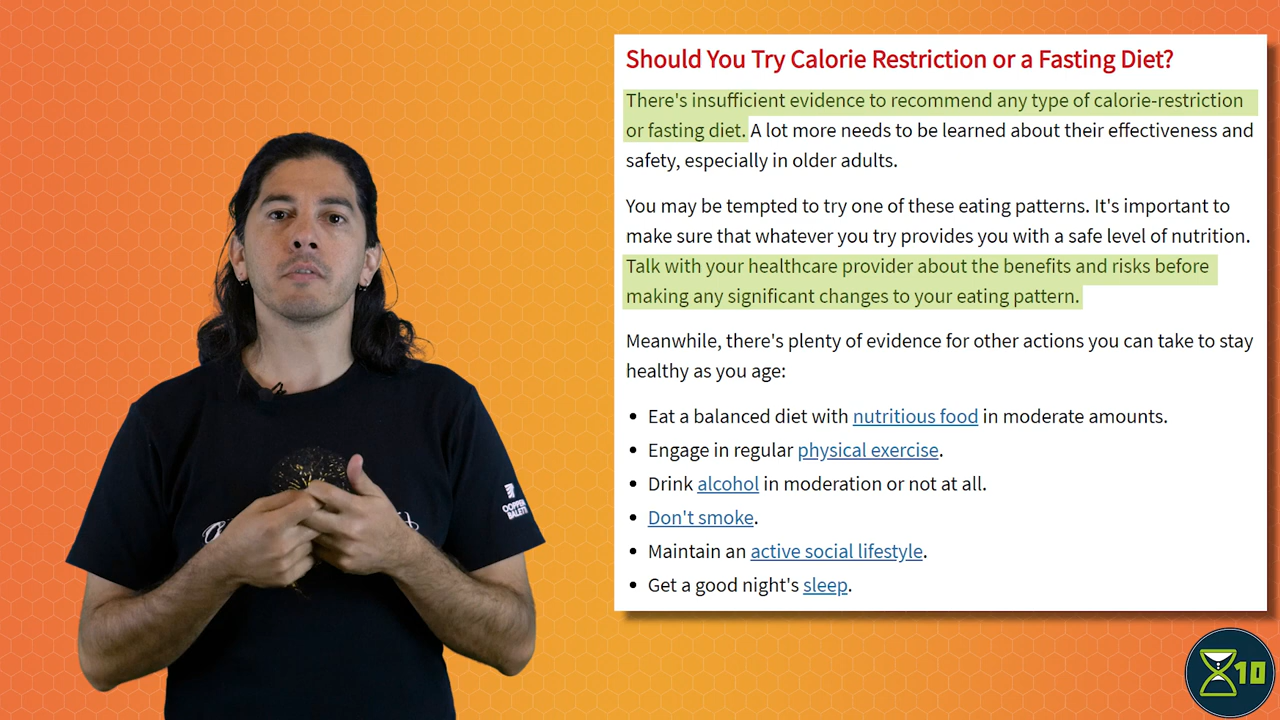 Should You Try Calorie Restriction or a Fasting Diet?
There's insufficient evidence to recommend any type of calorie-restriction
or fasting diet. A lot more needs to be learned about their effectiveness and
safety, especially in older adults.
You may be tempted to try one of these eating patterns. It's important to
make sure that whatever you try provides you with a safe level of nutrition.
Talk with your healthcare provider about the benefits and risks before
making any significant changes to your eating pattern.
Meanwhile, there's plenty of evidence for other actions you can take to stay
healthy as you age:
• Eat a balanced diet with nutritious food in moderate amounts.
• Engage in regular physical exercise.
• Drink alcohol in moderation or not at all.
• Don't smoke.
• Maintain an active social lifestyle.
• Get a good night's sleep.
10